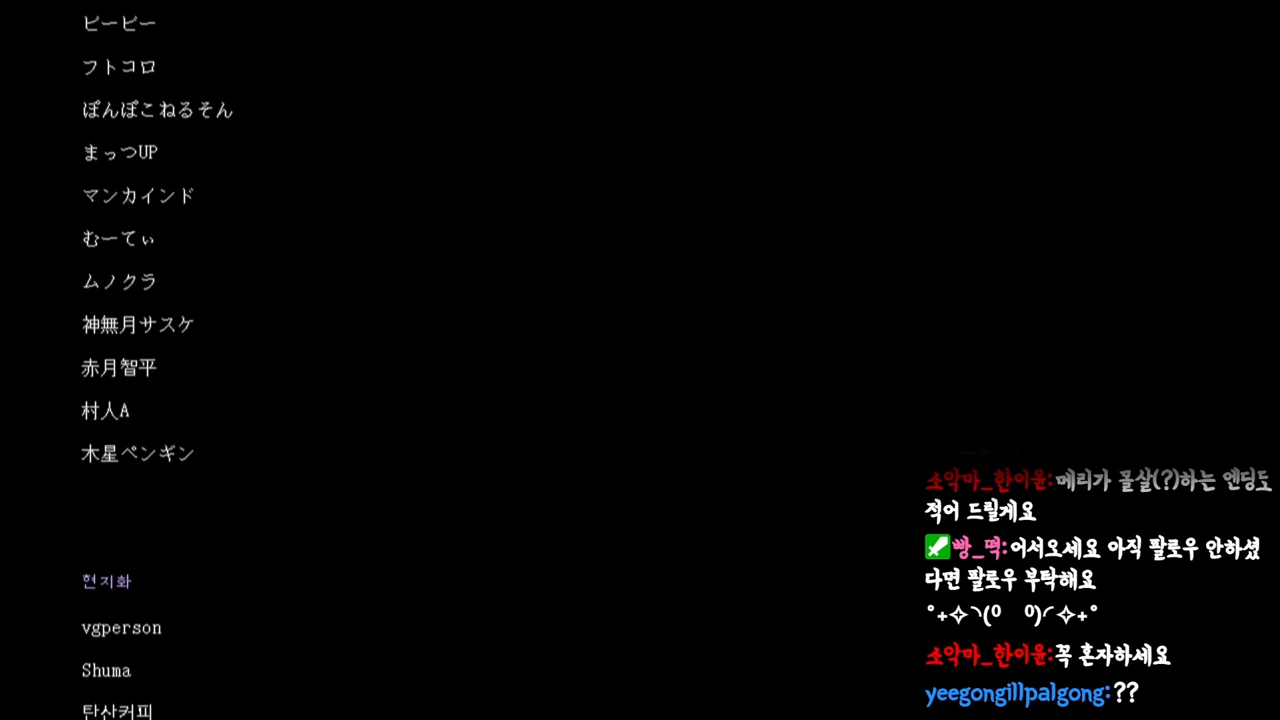 ピーピー
フトコロ
ぽんぽこねるそん
まっつUP
マンカインド
むーてぃ
ムノクラ
神無月サスケ
赤月智平
村人A
木星ペンギン
현지화
vgperson
Shuma
탄산커피
소악마_한이윤:메리가 몰살(?)하는 엔딩도
적어 드릴게요
빵_떡:어서오세요 아직 팔로우 안하셨
다면 팔로우 부탁해요
°+✧◝(⁰ ⁰)◜✧+°
소악마_한이윤:꼭 혼자하세요
yeegongillpalgong:??